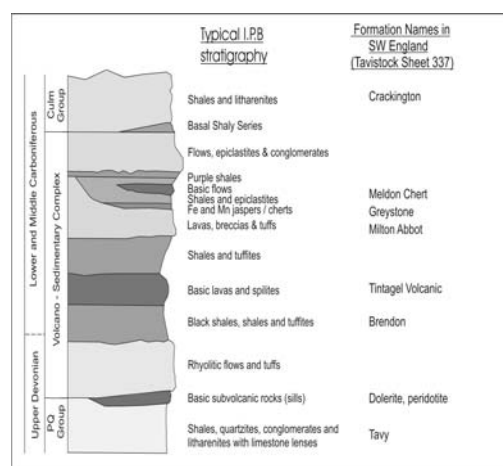 Typical I.P.B
stratigraphy
Formation Names in
SW England
(Tavistock Sheet 337)
Lower and Middle Carboniferous
Upper Devonian
Culm
Group
Volcano - Sedimentary Complex
PQ
Group
Shales and litharenites
Crackington
Basal Shaly Series
Flows, epiclastites & conglomerates
Purple shales
Basic flows
Shales and epiclastites
Meldon Chert
Fe and Mn jaspers / cherts
Greystone
Lavas, breccias & tuffs
Milton Abbot
Shales and tuffites
Basic lavas and spilites
Tintagel Volcanic
Black shales, shales and tuffites
Brendon
Rhyolitic flows and tuffs
Basic subvolcanic rocks (sills)
Dolerite, peridotite
Shales, quartzites, conglomerates and
litharenites with limestone lenses
Tavy